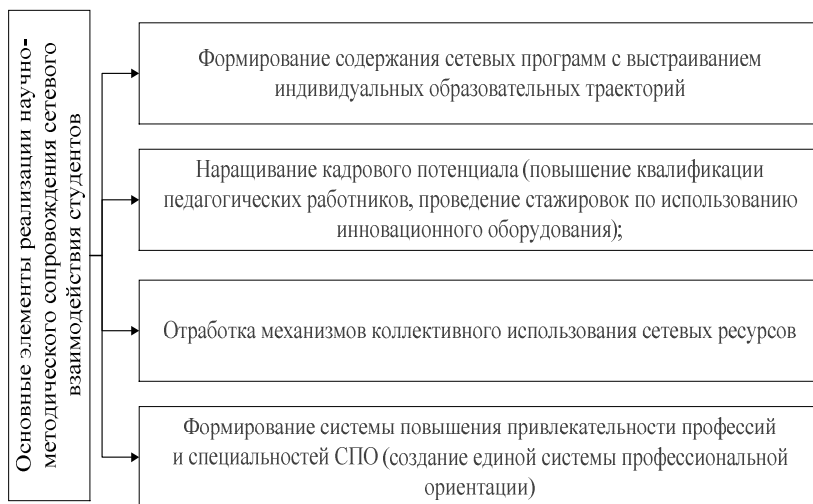 Основные элементы реализации научно-
методического сопровождения сетевого
взаимодействия студентов
Формирование содержания сетевых программ с выстраиванием
индивидуальных образовательных траекторий
Наращивание кадрового потенциала (повышение квалификации
педагогических работников, проведение стажировок по использованию
инновационного оборудования);
Отработка механизмов коллективного использования сетевых ресурсов
Формирование системы повышения привлекательности профессий
и специальностей СПО (создание единой системы профессиональной
ориентации)